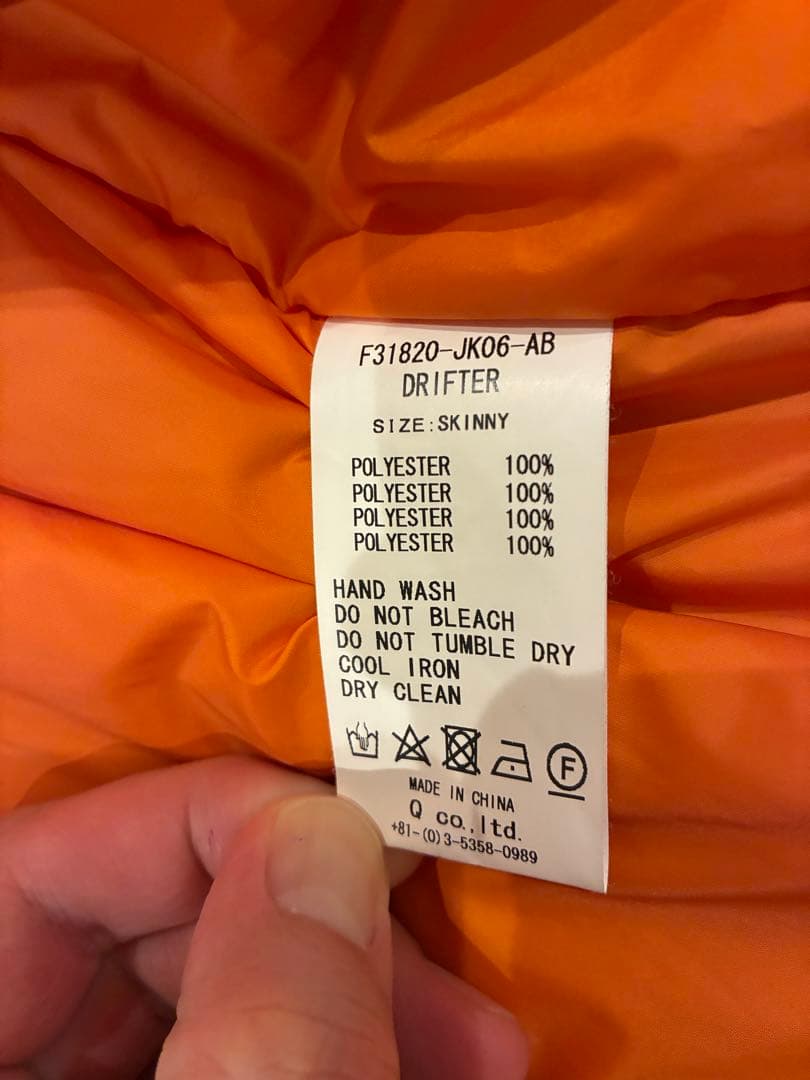 F31820-JK06-AB
DRIFTER
SIZE:SKINNY
POLYESTER 100%
POLYESTER 100%
POLYESTER 100%
POLYESTER 100%
HAND WASH
DO NOT BLEACH
DO NOT TUMBLE DRY
COOL IRON
DRY CLEAN
F
MADE IN CHINA
Q co.,ltd.
+81-(0)3-5358-0989